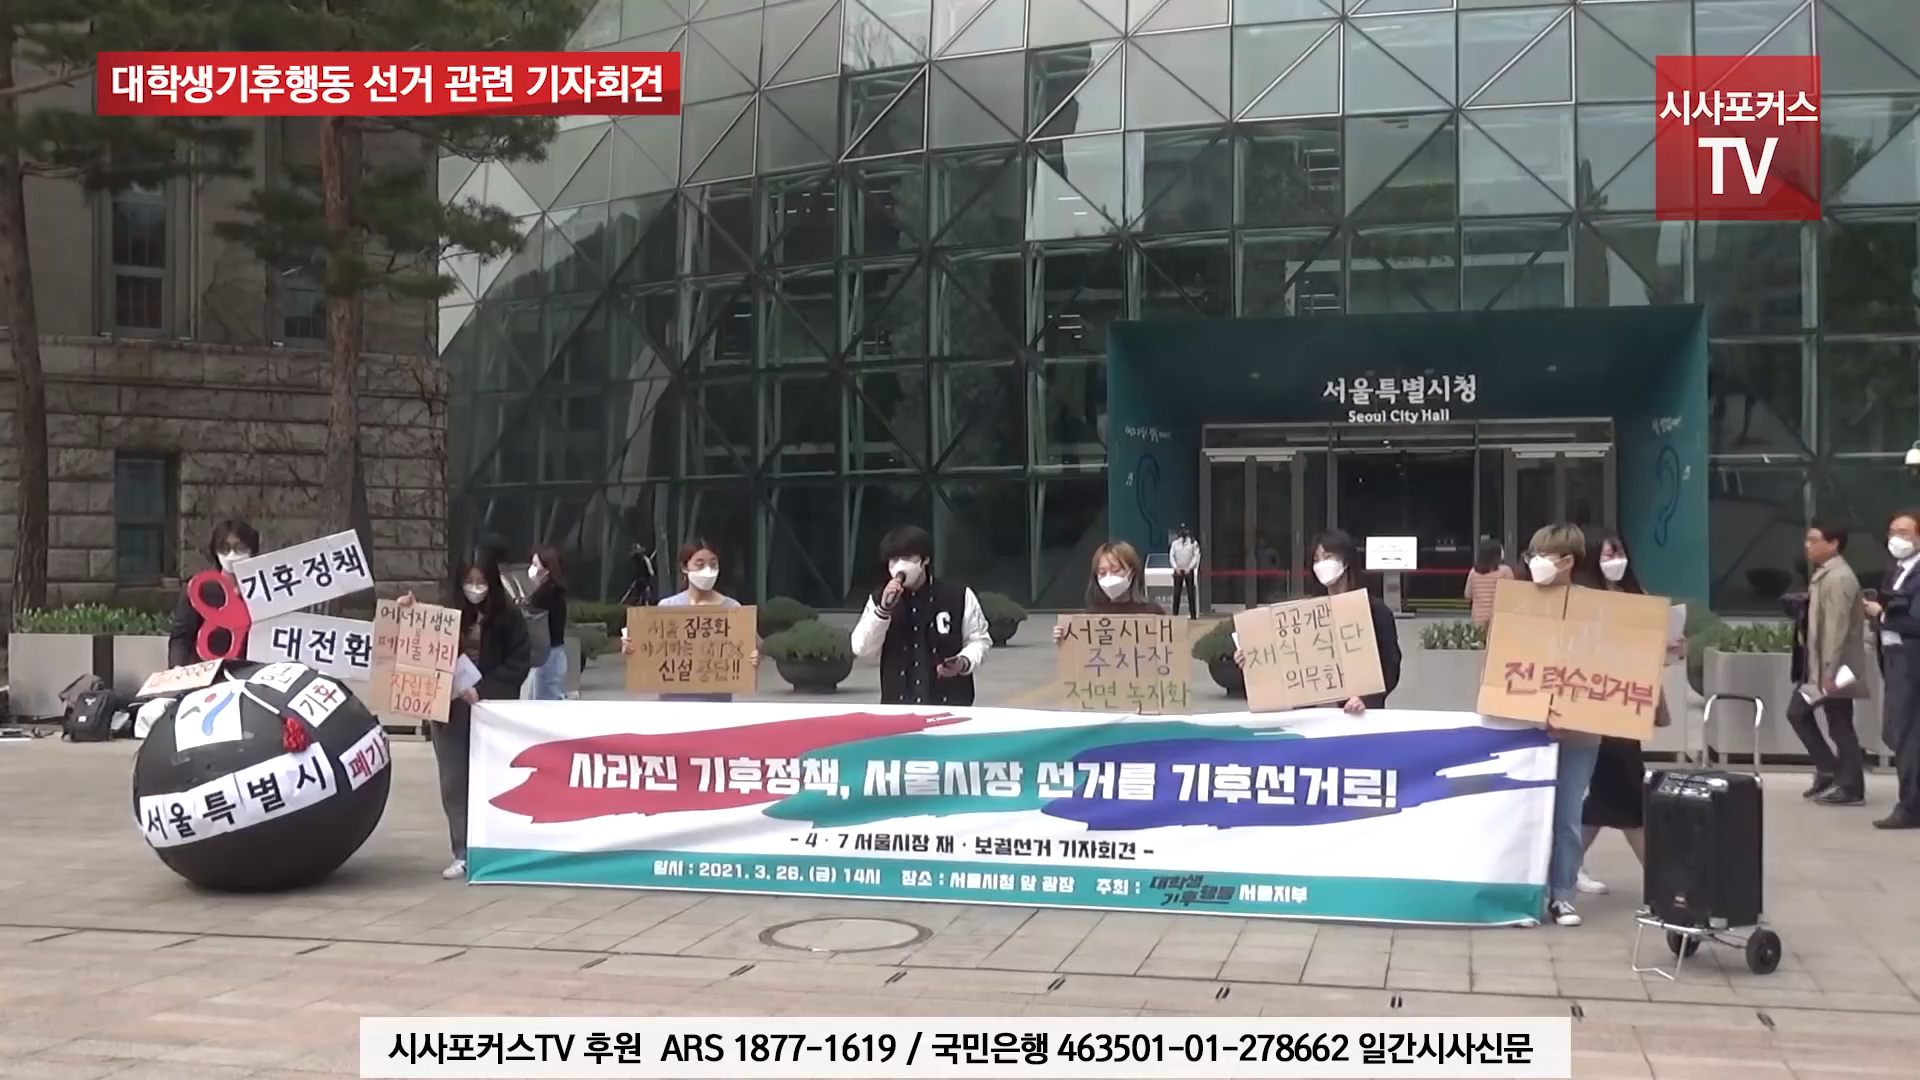 대학생기후행동 선거 관련 기자회견
시사포커스
TV
서울특별시청
Seoul City Hall
기후정책
대전환
에너지 생산
폐기물 처리
자립화
100%
서울 집중화
야기하는 GTX
신설 중단!!
서울시내
주차장
전면 녹지화
공공기관
채식 식단
의무화
전력수입거부
기후
서울특별시
폐기
사라진 기후정책, 서울시장 선거를 기후선거로!
- 4 · 7 서울시장 재 · 보궐선거 기자회견 -
일시 : 2021. 3. 26. (금) 14시 장소 : 서울시청 앞 광장 주최 : 대학생기후행동 서울지부
시사포커스TV 후원 ARS 1877-1619 / 국민은행 463501-01-278662 일간시사신문